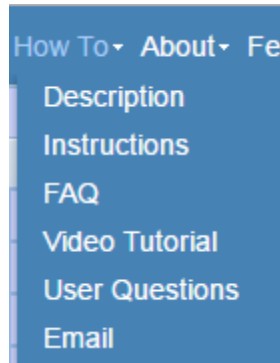 How To About Fe
Description
Instructions
FAQ
Video Tutorial
User Questions
Email